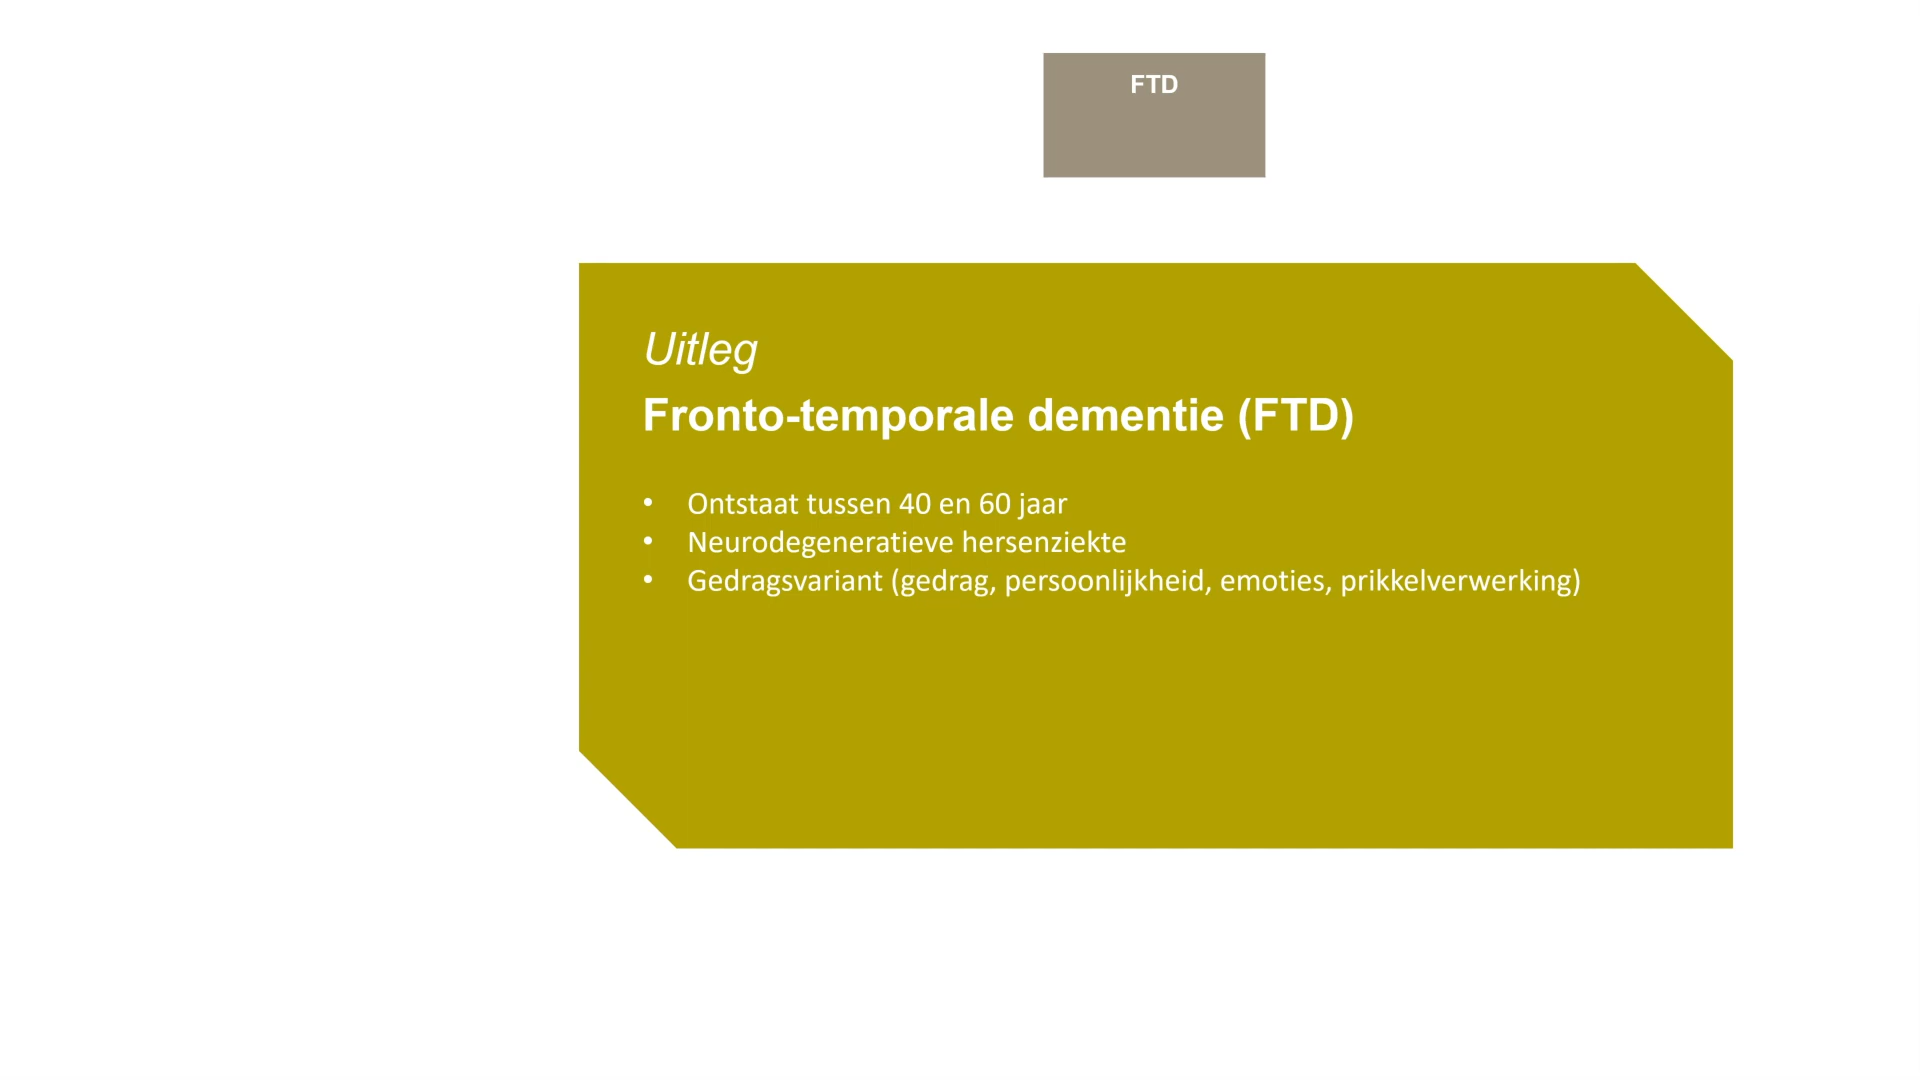 FTD
Uitleg
Fronto-temporale dementie (FTD)
• Ontstaat tussen 40 en 60 jaar
• Neurodegeneratieve hersenziekte
• Gedragsvariant (gedrag, persoonlijkheid, emoties, prikkelverwerking)